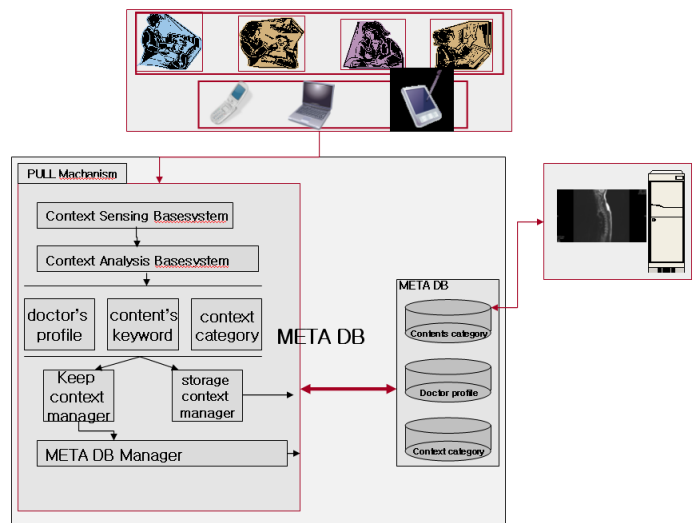 PULL Machanism
Context Sensing Basesystem
Context Analysis Basesystem
doctor's
profile
content's
keyword
context
category
META DB
Keep
context
manager
storage
context
manager
META DB Manager
META DB
Contents category
Doctor profile
Context category